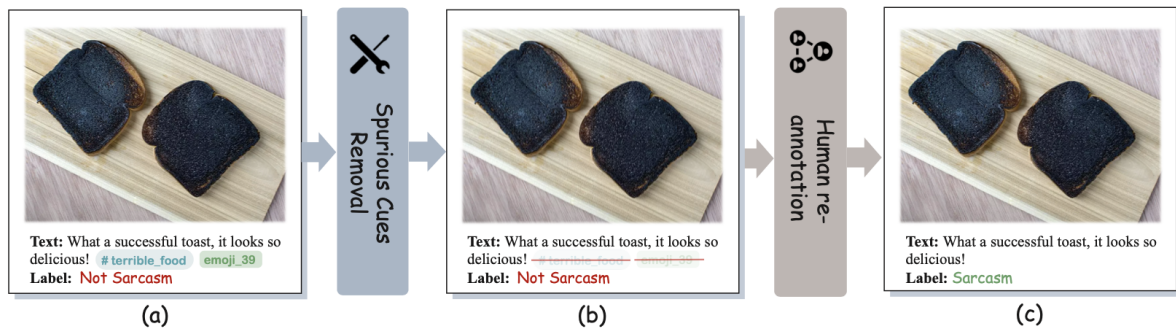 Text: What a successful toast, it looks so
delicious! # terrible_food emoji_39
Label: Not Sarcasm
(a)
Spurious Cues
Removal
Text: What a successful toast, it looks so
delicious! # terrible_food emoji_39
Label: Not Sarcasm
(b)
Human re-
annotation
Text: What a successful toast, it looks so
delicious!
Label: Sarcasm
(c)